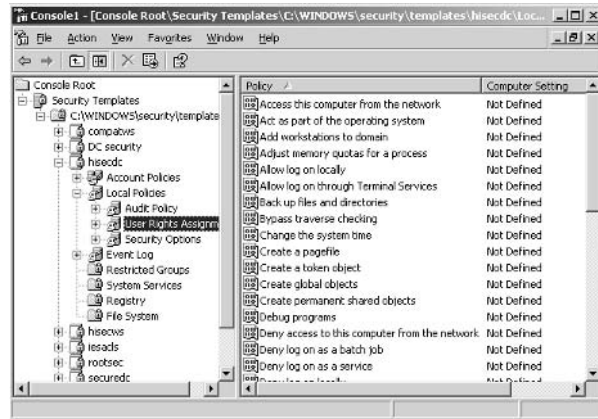 Console1 - [Console Root\Security Templates\C:\WINDOWS\security\templates\hisecdc\Loc...
File Action View Favorites Window Help
Console Root
Security Templates
C:\WINDOWS\security\template
compatws
DC security
hisecdc
Account Policies
Local Policies
Audit Policy
User Rights Assignm
Security Options
Event Log
Restricted Groups
System Services
Registry
File System
hisecws
iesacls
rootsec
securedc
Policy Computer Setting
Access this computer from the network Not Defined
Act as part of the operating system Not Defined
Add workstations to domain Not Defined
Adjust memory quotas for a process Not Defined
Allow log on locally Not Defined
Allow log on through Terminal Services Not Defined
Back up files and directories Not Defined
Bypass traverse checking Not Defined
Change the system time Not Defined
Create a pagefile Not Defined
Create a token object Not Defined
Create global objects Not Defined
Create permanent shared objects Not Defined
Debug programs Not Defined
Deny access to this computer from the network Not Defined
Deny log on as a batch job Not Defined
Deny log on as a service Not Defined
Deny log on locally Not Defined